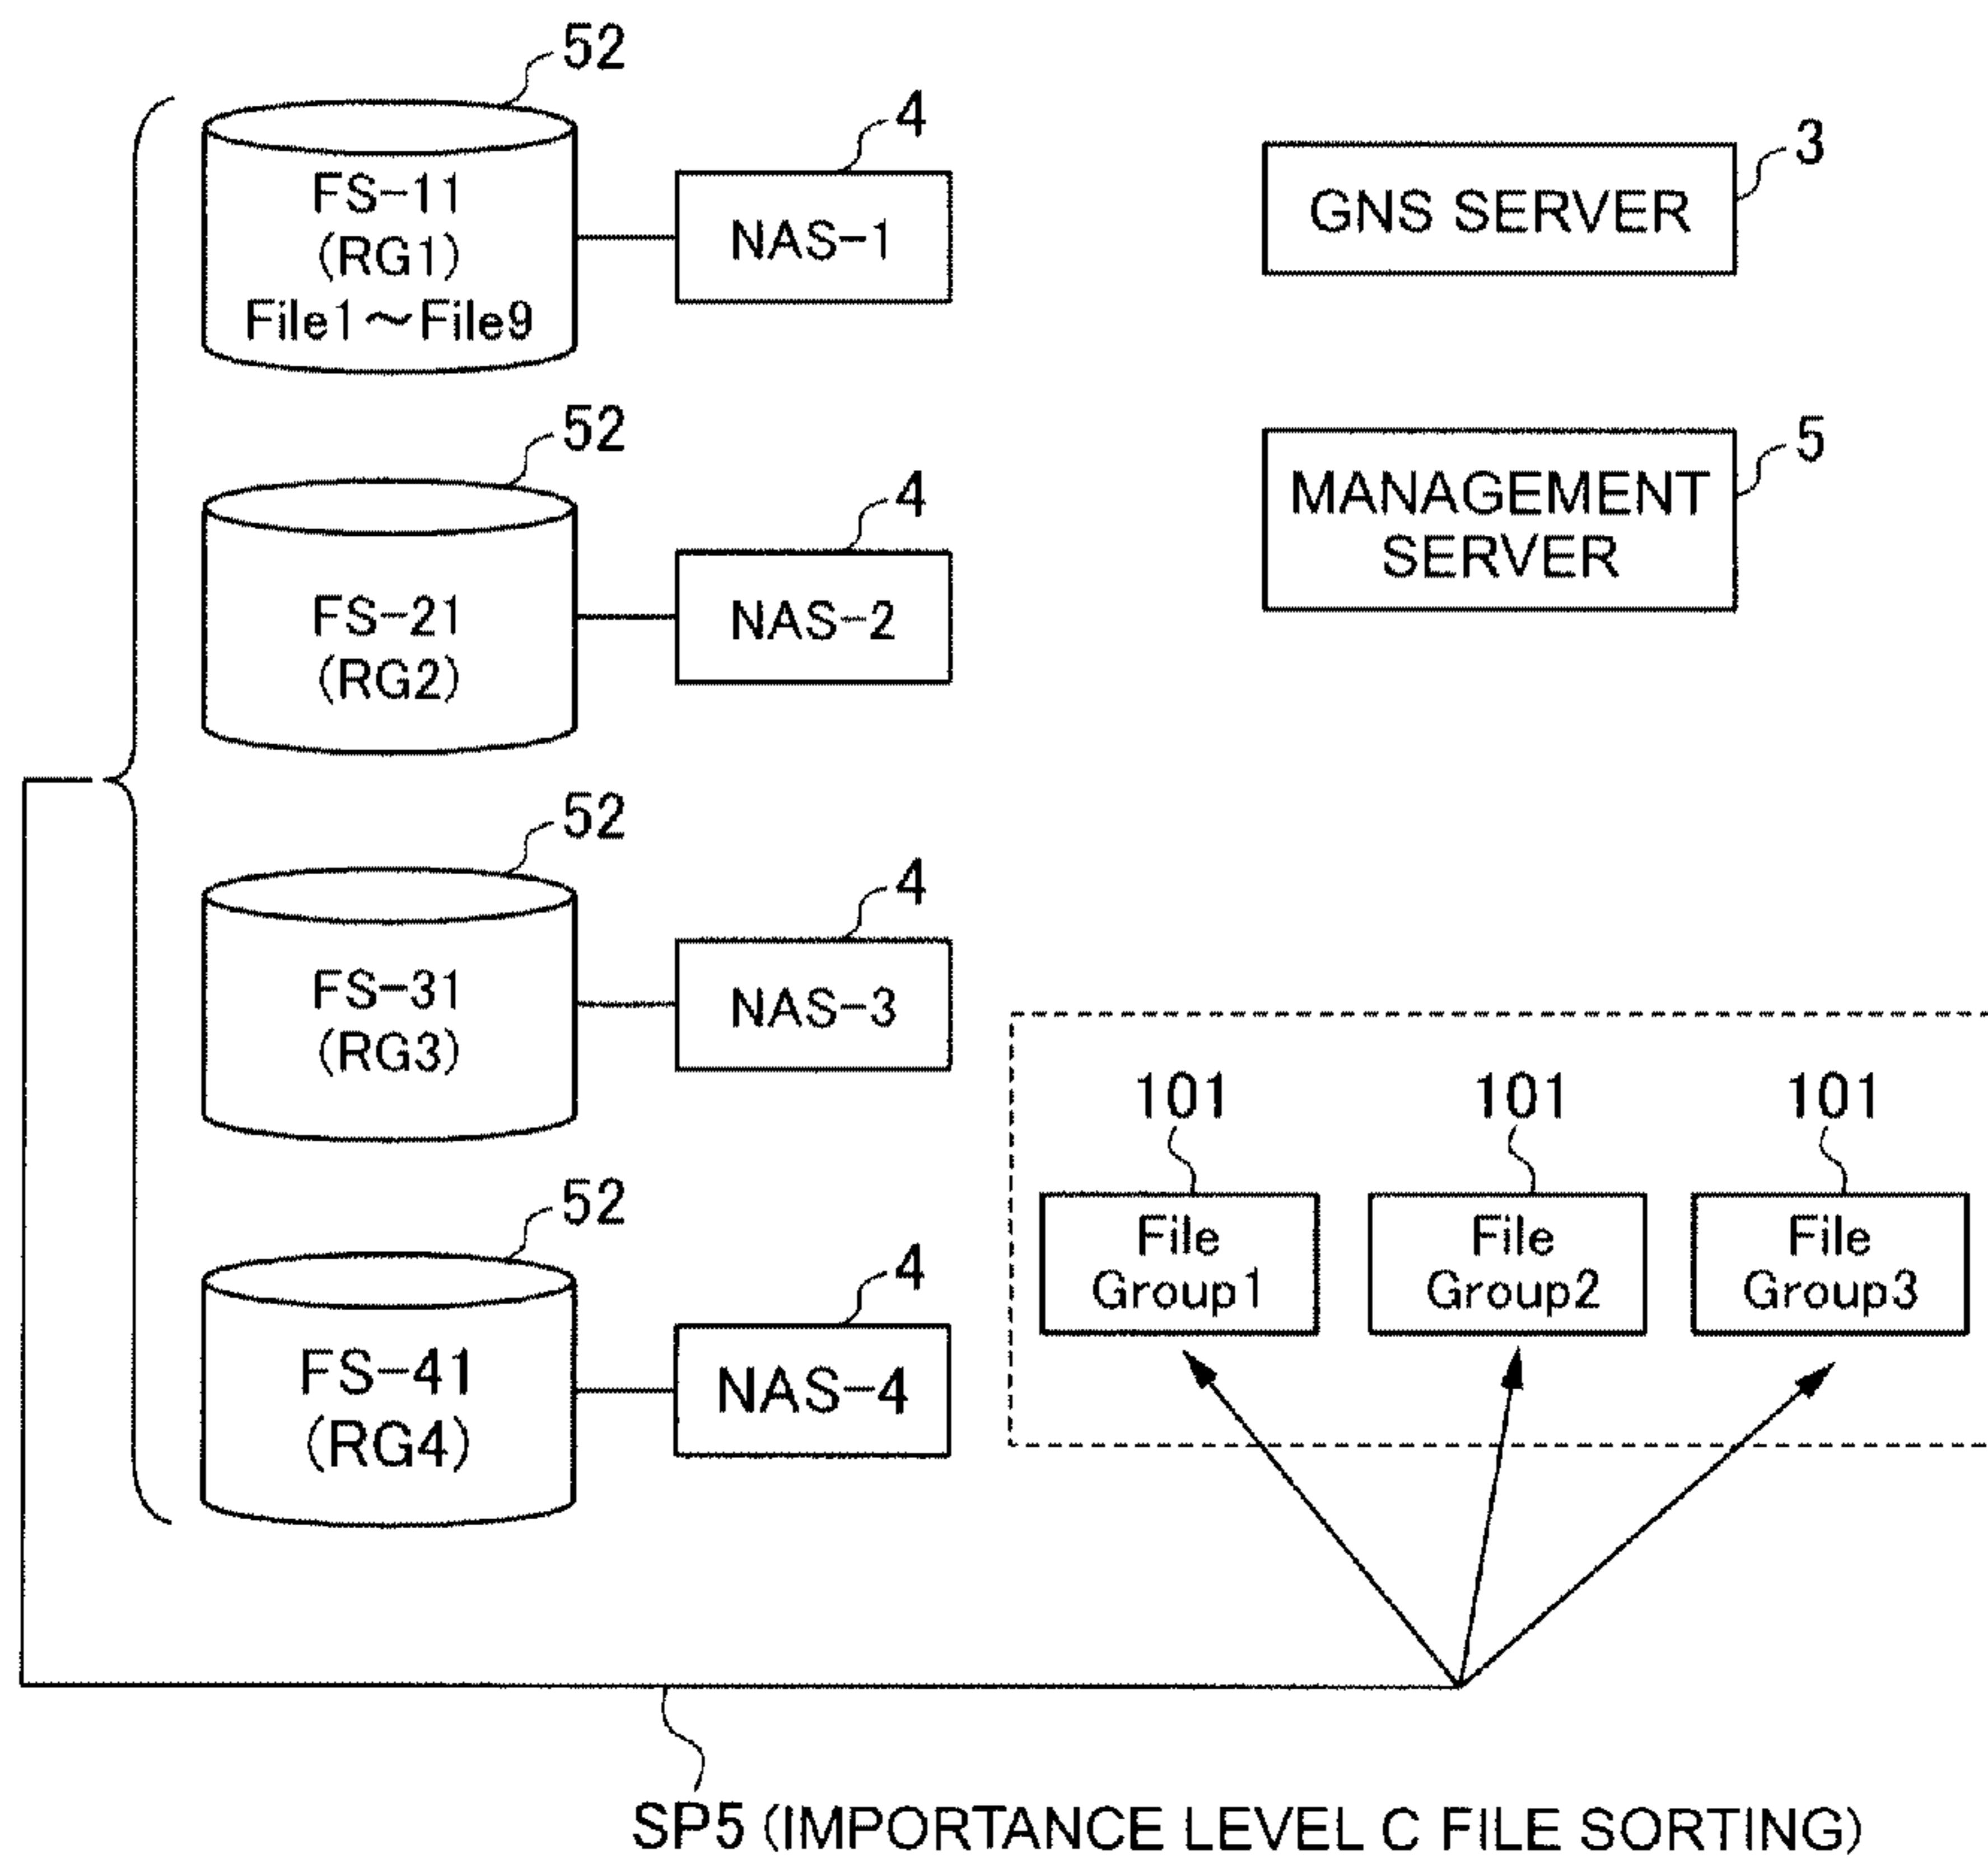 52
4
3
FS-11
(RG1)
File1～File9
NAS-1
GNS SERVER
52
4
5
FS-21
(RG2)
NAS-2
MANAGEMENT
SERVER
52
4
FS-31
(RG3)
NAS-3
101
101
101
52
4
File
Group1
File
Group2
File
Group3
FS-41
(RG4)
NAS-4
SP5 (IMPORTANCE LEVEL C FILE SORTING)